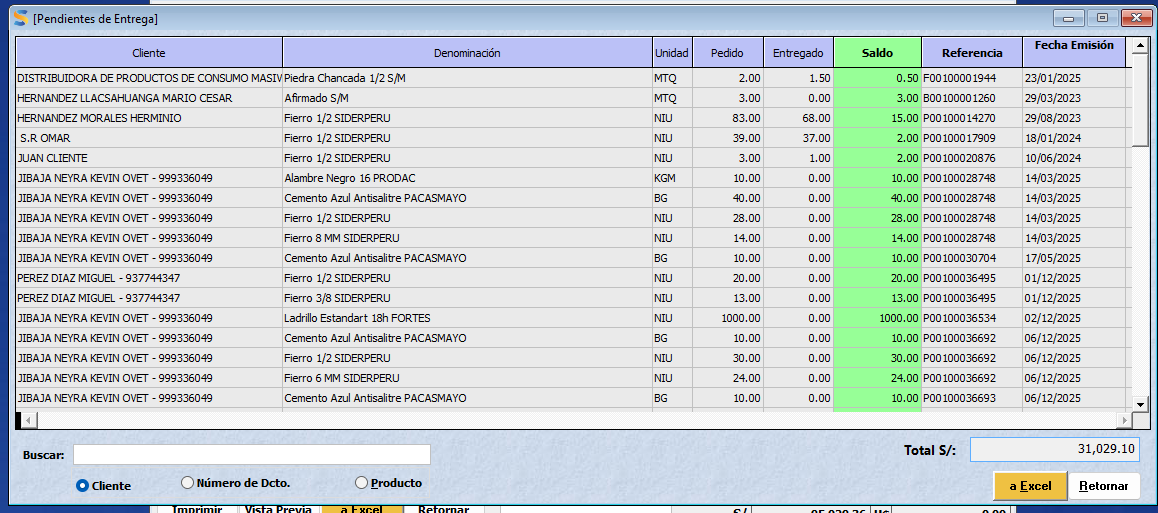 [Pendientes de Entrega]
Cliente Denominación Unidad Pedido Entregado Saldo Referencia Fecha Emisión
DISTRIBUIDORA DE PRODUCTOS DE CONSUMO MASIV Piedra Chancada 1/2 S/M MTQ 2.00 1.50 0.50 F00100001944 23/01/2025
HERNANDEZ LLACSAHUANGA MARIO CESAR Afirmado S/M MTQ 3.00 0.00 3.00 B00100001260 29/03/2023
HERNANDEZ MORALES HERMINIO Fierro 1/2 SIDERPERU NIU 83.00 68.00 15.00 P00100014270 29/08/2023
S.R OMAR Fierro 1/2 SIDERPERU NIU 39.00 37.00 2.00 P00100017909 18/01/2024
JUAN CLIENTE Fierro 1/2 SIDERPERU NIU 3.00 1.00 2.00 P00100020876 10/06/2024
JIBAJA NEYRA KEVIN OVET - 999336049 Alambre Negro 16 PRODAC KGM 10.00 0.00 10.00 P00100028748 14/03/2025
JIBAJA NEYRA KEVIN OVET - 999336049 Cemento Azul Antisalitre PACASMAYO BG 40.00 0.00 40.00 P00100028748 14/03/2025
JIBAJA NEYRA KEVIN OVET - 999336049 Fierro 1/2 SIDERPERU NIU 28.00 0.00 28.00 P00100028748 14/03/2025
JIBAJA NEYRA KEVIN OVET - 999336049 Fierro 8 MM SIDERPERU NIU 14.00 0.00 14.00 P00100028748 14/03/2025
JIBAJA NEYRA KEVIN OVET - 999336049 Cemento Azul Antisalitre PACASMAYO BG 10.00 0.00 10.00 P00100030704 17/05/2025
PEREZ DIAZ MIGUEL - 937744347 Fierro 1/2 SIDERPERU NIU 20.00 0.00 20.00 P00100036495 01/12/2025
PEREZ DIAZ MIGUEL - 937744347 Fierro 3/8 SIDERPERU NIU 13.00 0.00 13.00 P00100036495 01/12/2025
JIBAJA NEYRA KEVIN OVET - 999336049 Ladrillo Estandart 18h FORTES NIU 1000.00 0.00 1000.00 P00100036534 02/12/2025
JIBAJA NEYRA KEVIN OVET - 999336049 Cemento Azul Antisalitre PACASMAYO BG 10.00 0.00 10.00 P00100036692 06/12/2025
JIBAJA NEYRA KEVIN OVET - 999336049 Fierro 1/2 SIDERPERU NIU 30.00 0.00 30.00 P00100036692 06/12/2025
JIBAJA NEYRA KEVIN OVET - 999336049 Fierro 6 MM SIDERPERU NIU 24.00 0.00 24.00 P00100036692 06/12/2025
JIBAJA NEYRA KEVIN OVET - 999336049 Cemento Azul Antisalitre PACASMAYO BG 10.00 0.00 10.00 P00100036693 06/12/2025
Buscar: Total S/: 31,029.10
Cliente Número de Dcto. Producto a Excel Retornar
Imprimir Vista Previa a Excel Retornar